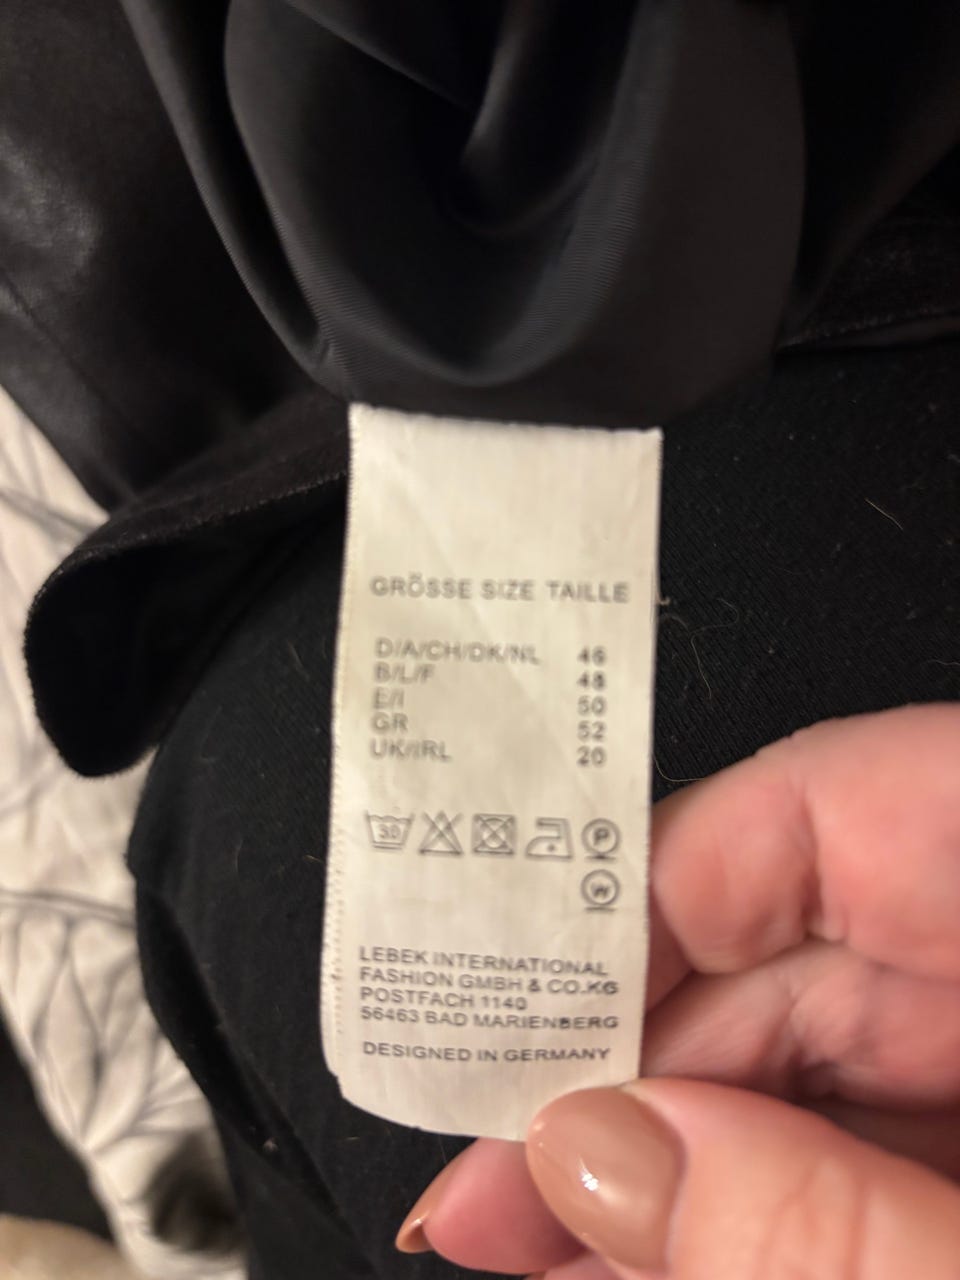 GRÖSSE SIZE TAILLE
D/A/CH/DK/NL 46
B/L/F 48
E/I 50
GR 52
UK/IRL 20
30
P
W
LEBEK INTERNATIONAL
FASHION GMBH & CO.KG
POSTFACH 1140
56463 BAD MARIENBERG
DESIGNED IN GERMANY